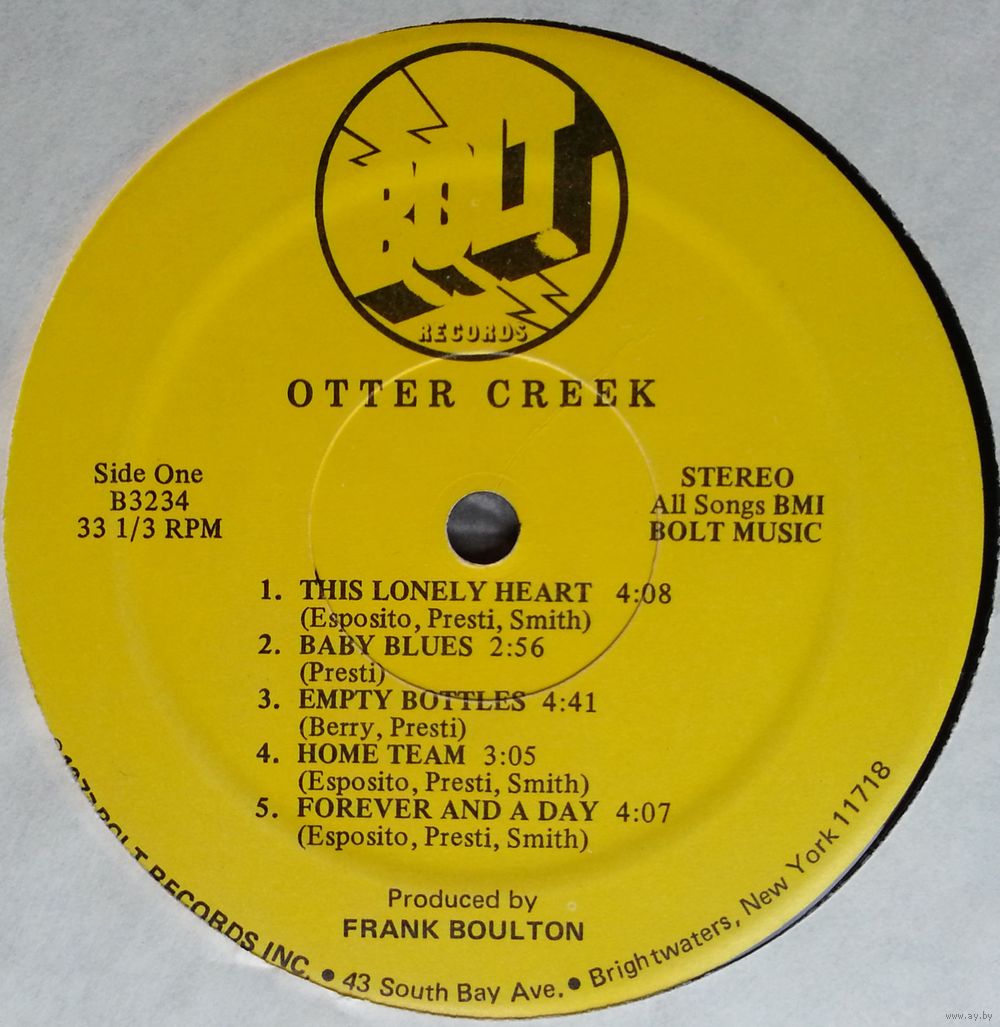 BOLT
RECORDS
OTTER CREEK
Side One
B3234
33 1/3 RPM
STEREO
All Songs BMI
BOLT MUSIC
1. THIS LONELY HEART 4:08
(Esposito, Presti, Smith)
2. BABY BLUES 2:56
(Presti)
3. EMPTY BOTTLES 4:41
(Berry, Presti)
4. HOME TEAM 3:05
(Esposito, Presti, Smith)
5. FOREVER AND A DAY 4:07
(Esposito, Presti, Smith)
Produced by
FRANK BOULTON
BOLT RECORDS INC. • 43 South Bay Ave. • Brightwaters, New York 11718
www.ay.by